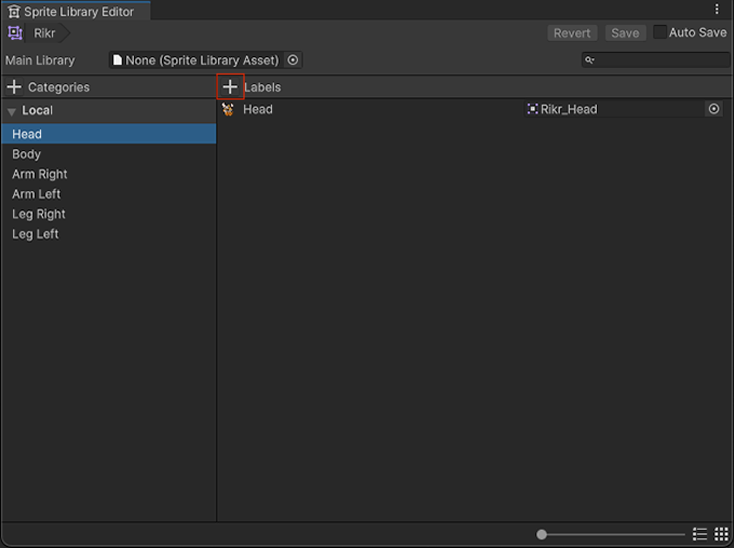 Sprite Library Editor
Rikr
Revert Save Auto Save
Main Library None (Sprite Library Asset)
Categories Labels
Local
Head Rikr_Head
Head
Body
Arm Right
Arm Left
Leg Right
Leg Left